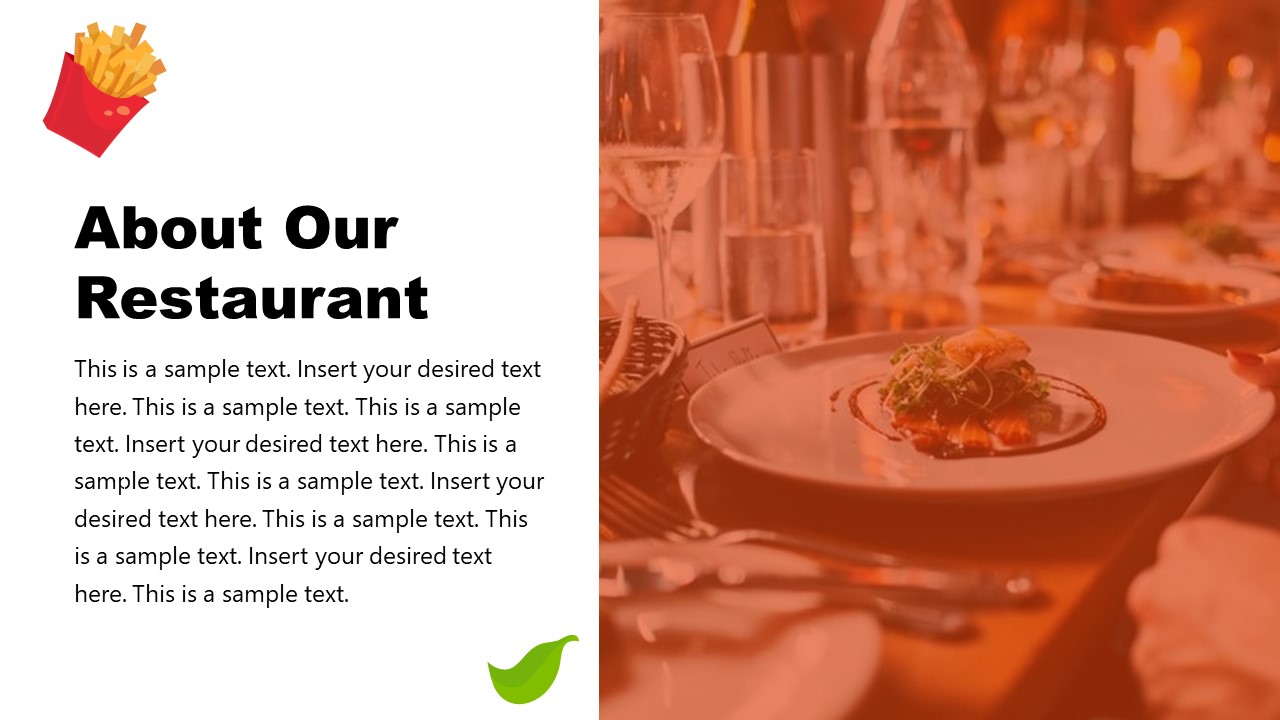 About Our
Restaurant
This is a sample text. Insert your desired text
here. This is a sample text. This is a sample
text. Insert your desired text here. This is a
sample text. This is a sample text. Insert your
desired text here. This is a sample text. This
is a sample text. Insert your desired text
here. This is a sample text.